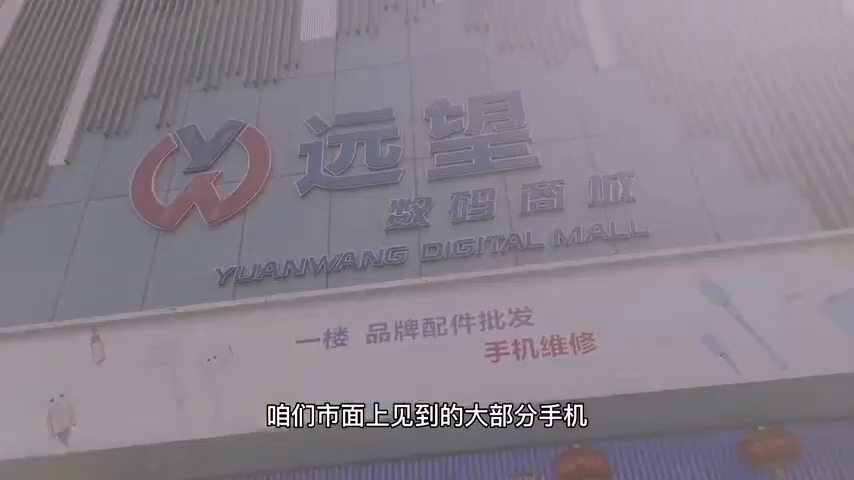 远望
数码商城
YUANWANG DIGITAL MALL
一楼 品牌配件批发
手机维修
咱们市面上见到的大部分手机